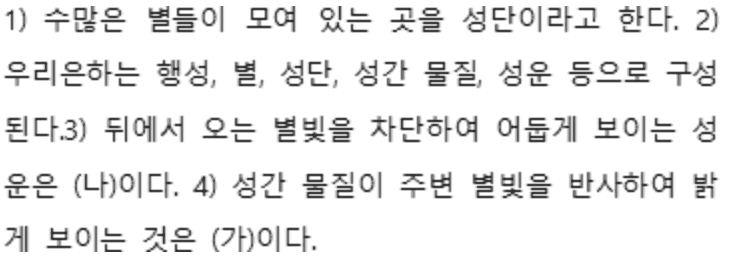 1) 수많은 별들이 모여 있는 곳을 성단이라고 한다. 2)
우리은하는 행성, 별, 성단, 성간 물질, 성운 등으로 구성
된다.3) 뒤에서 오는 별빛을 차단하여 어둡게 보이는 성
운은 (나)이다. 4) 성간 물질이 주변 별빛을 반사하여 밝
게 보이는 것은 (가)이다.